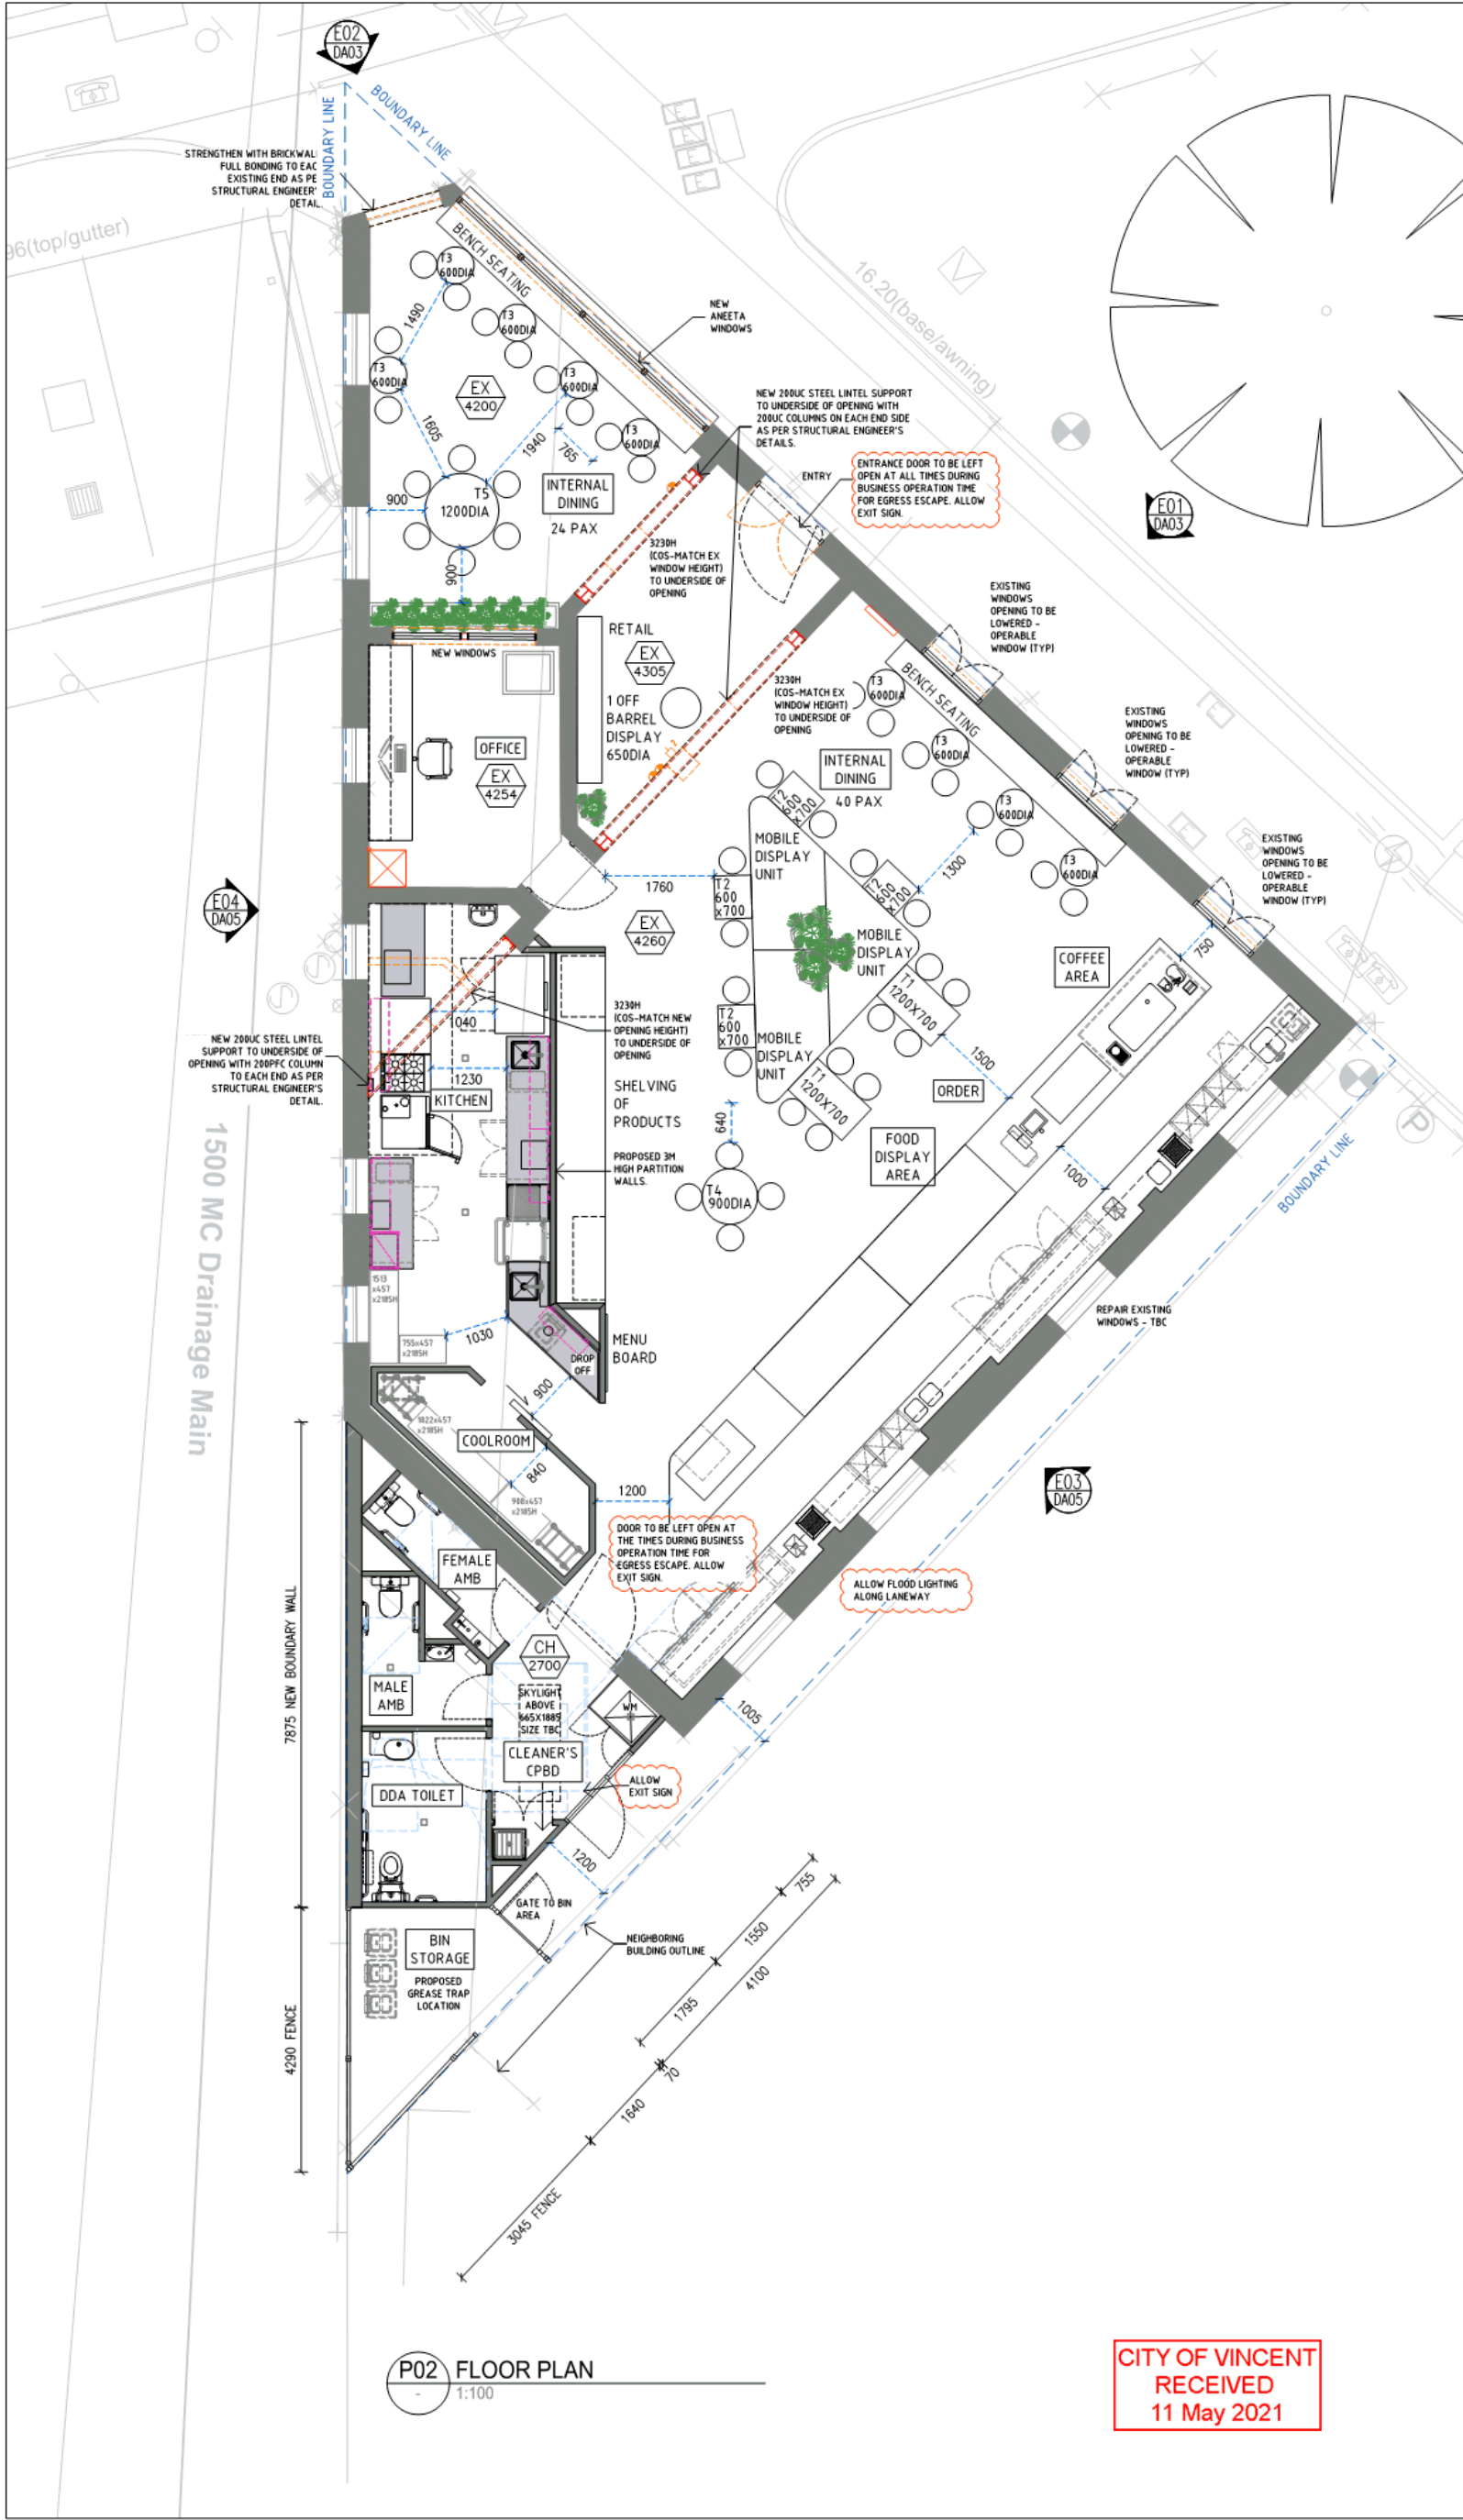 E02
DA03
BOUNDARY LINE
BOUNDARY LINE
STRENGTHEN WITH BRICKWAL
FULL BONDING TO EAC
EXISTING END AS PE
STRUCTURAL ENGINEER'
DETAIL
96(top/gutter)
BENCH SEATING
T3
600DIA
T3
600DIA
T3
600DIA
T3
600DIA
T3
600DIA
1490
1605
1940
765
EX
4200
NEW
ANEETA
WINDOWS
16.20(base/awning)
NEW 200UC STEEL LINTEL SUPPORT
TO UNDERSIDE OF OPENING WITH
200UC COLUMNS ON EACH END SIDE
AS PER STRUCTURAL ENGINEER'S
DETAILS.
ENTRY
ENTRANCE DOOR TO BE LEFT
OPEN AT ALL TIMES DURING
BUSINESS OPERATION TIME
FOR EGRESS ESCAPE. ALLOW
EXIT SIGN.
E01
DA03
900
T5
1200DIA
INTERNAL
DINING
24 PAX
900
3230H
(COS-MATCH EX
WINDOW HEIGHT)
TO UNDERSIDE OF
OPENING
EXISTING
WINDOWS
OPENING TO BE
LOWERED -
OPERABLE
WINDOW (TYP)
NEW WINDOWS
RETAIL
EX
4305
1 OFF
BARREL
DISPLAY
650DIA
3230H
(COS-MATCH EX
WINDOW HEIGHT)
TO UNDERSIDE OF
OPENING
BENCH SEATING
T3
600DIA
T3
600DIA
T3
600DIA
T3
600DIA
EXISTING
WINDOWS
OPENING TO BE
LOWERED -
OPERABLE
WINDOW (TYP)
OFFICE
EX
4254
INTERNAL
DINING
40 PAX
T2
600
x700
MOBILE
DISPLAY
UNIT
T2
600
x700
1300
EXISTING
WINDOWS
OPENING TO BE
LOWERED -
OPERABLE
WINDOW (TYP)
E04
DA05
1760
T2
600
x700
EX
4260
MOBILE
DISPLAY
UNIT
COFFEE
AREA
750
T1
1200X700
3230H
(COS-MATCH NEW
OPENING HEIGHT)
TO UNDERSIDE OF
OPENING
T2
600
x700
MOBILE
DISPLAY
UNIT
T1
1200X700
1500
ORDER
NEW 200UC STEEL LINTEL
SUPPORT TO UNDERSIDE OF
OPENING WITH 200PFC COLUMN
TO EACH END AS PER
STRUCTURAL ENGINEER'S
DETAIL.
1040
1230
KITCHEN
SHELVING
OF
PRODUCTS
640
FOOD
DISPLAY
AREA
PROPOSED 3M
HIGH PARTITION
WALLS.
T4
900DIA
1000
BOUNDARY LINE
1500 MC Drainage Main
1513
x457
x2185H
755x457
x2185H
1030
MENU
BOARD
DROP
OFF
REPAIR EXISTING
WINDOWS - TBC
900
1822x457
x2185H
COOLROOM
840
908x457
x2185H
1200
E03
DA05
DOOR TO BE LEFT OPEN AT
THE TIMES DURING BUSINESS
OPERATION TIME FOR
EGRESS ESCAPE. ALLOW
EXIT SIGN.
FEMALE
AMB
ALLOW FLOOD LIGHTING
ALONG LANEWAY
7875 NEW BOUNDARY WALL
CH
2700
MALE
AMB
SKYLIGHT
ABOVE
665X1885
SIZE TBC
WM
1005
CLEANER'S
CPBD
DDA TOILET
ALLOW
EXIT SIGN
1200
GATE TO BIN
AREA
BIN
STORAGE
PROPOSED
GREASE TRAP
LOCATION
NEIGHBORING
BUILDING OUTLINE
755
1550
4100
1795
70
1640
3045 FENCE
4290 FENCE
P02
FLOOR PLAN
-
1:100
CITY OF VINCENT
RECEIVED
11 May 2021